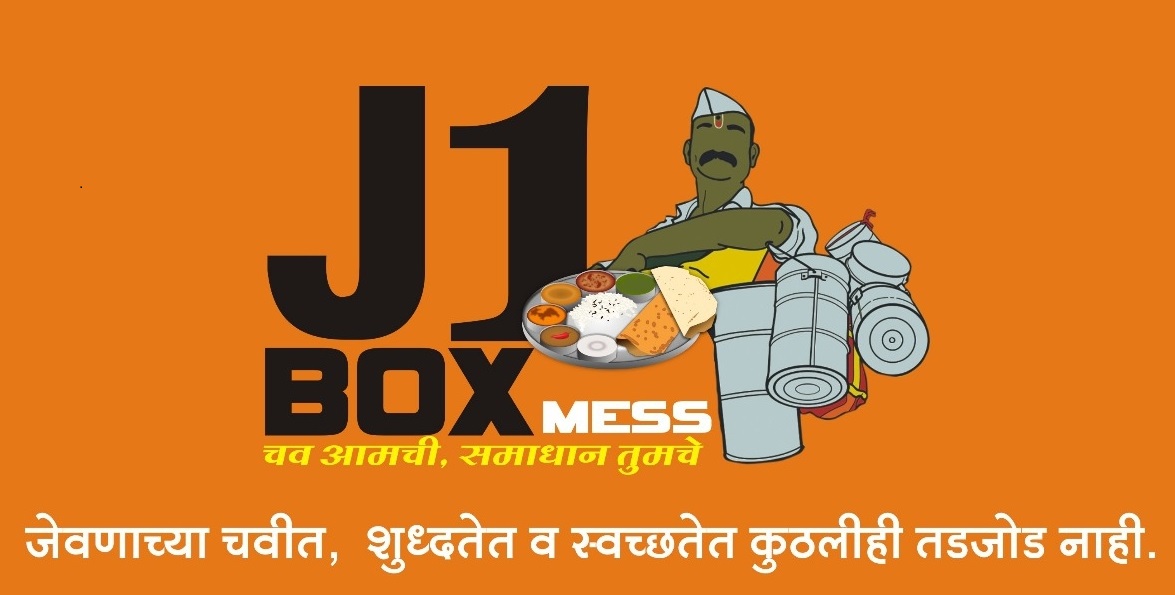 J1
BOX MESS
चव आमची, समाधान तुमचे
जेवणाच्या चवीत, शुध्दतेत व स्वच्छतेत कुठलीही तडजोड नाही.